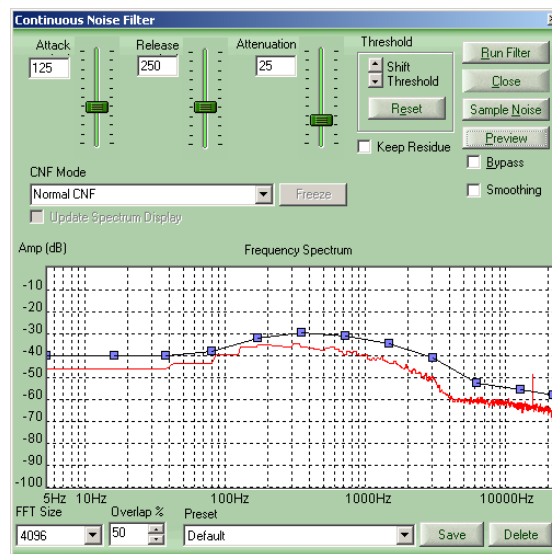 Continuous Noise Filter
Attack Release Attenuation Threshold
125 250 25
Shift
Threshold
Reset
Keep Residue
Run Filter
Close
Sample Noise
Preview
Bypass
Smoothing
CNF Mode
Normal CNF Freeze
Update Spectrum Display
Amp (dB) Frequency Spectrum
-10
-20
-30
-40
-50
-60
-70
-80
-90
-100
5Hz 10Hz 100Hz 1000Hz 10000Hz
FFT Size Overlap % Preset
4096 50 Default Save Delete